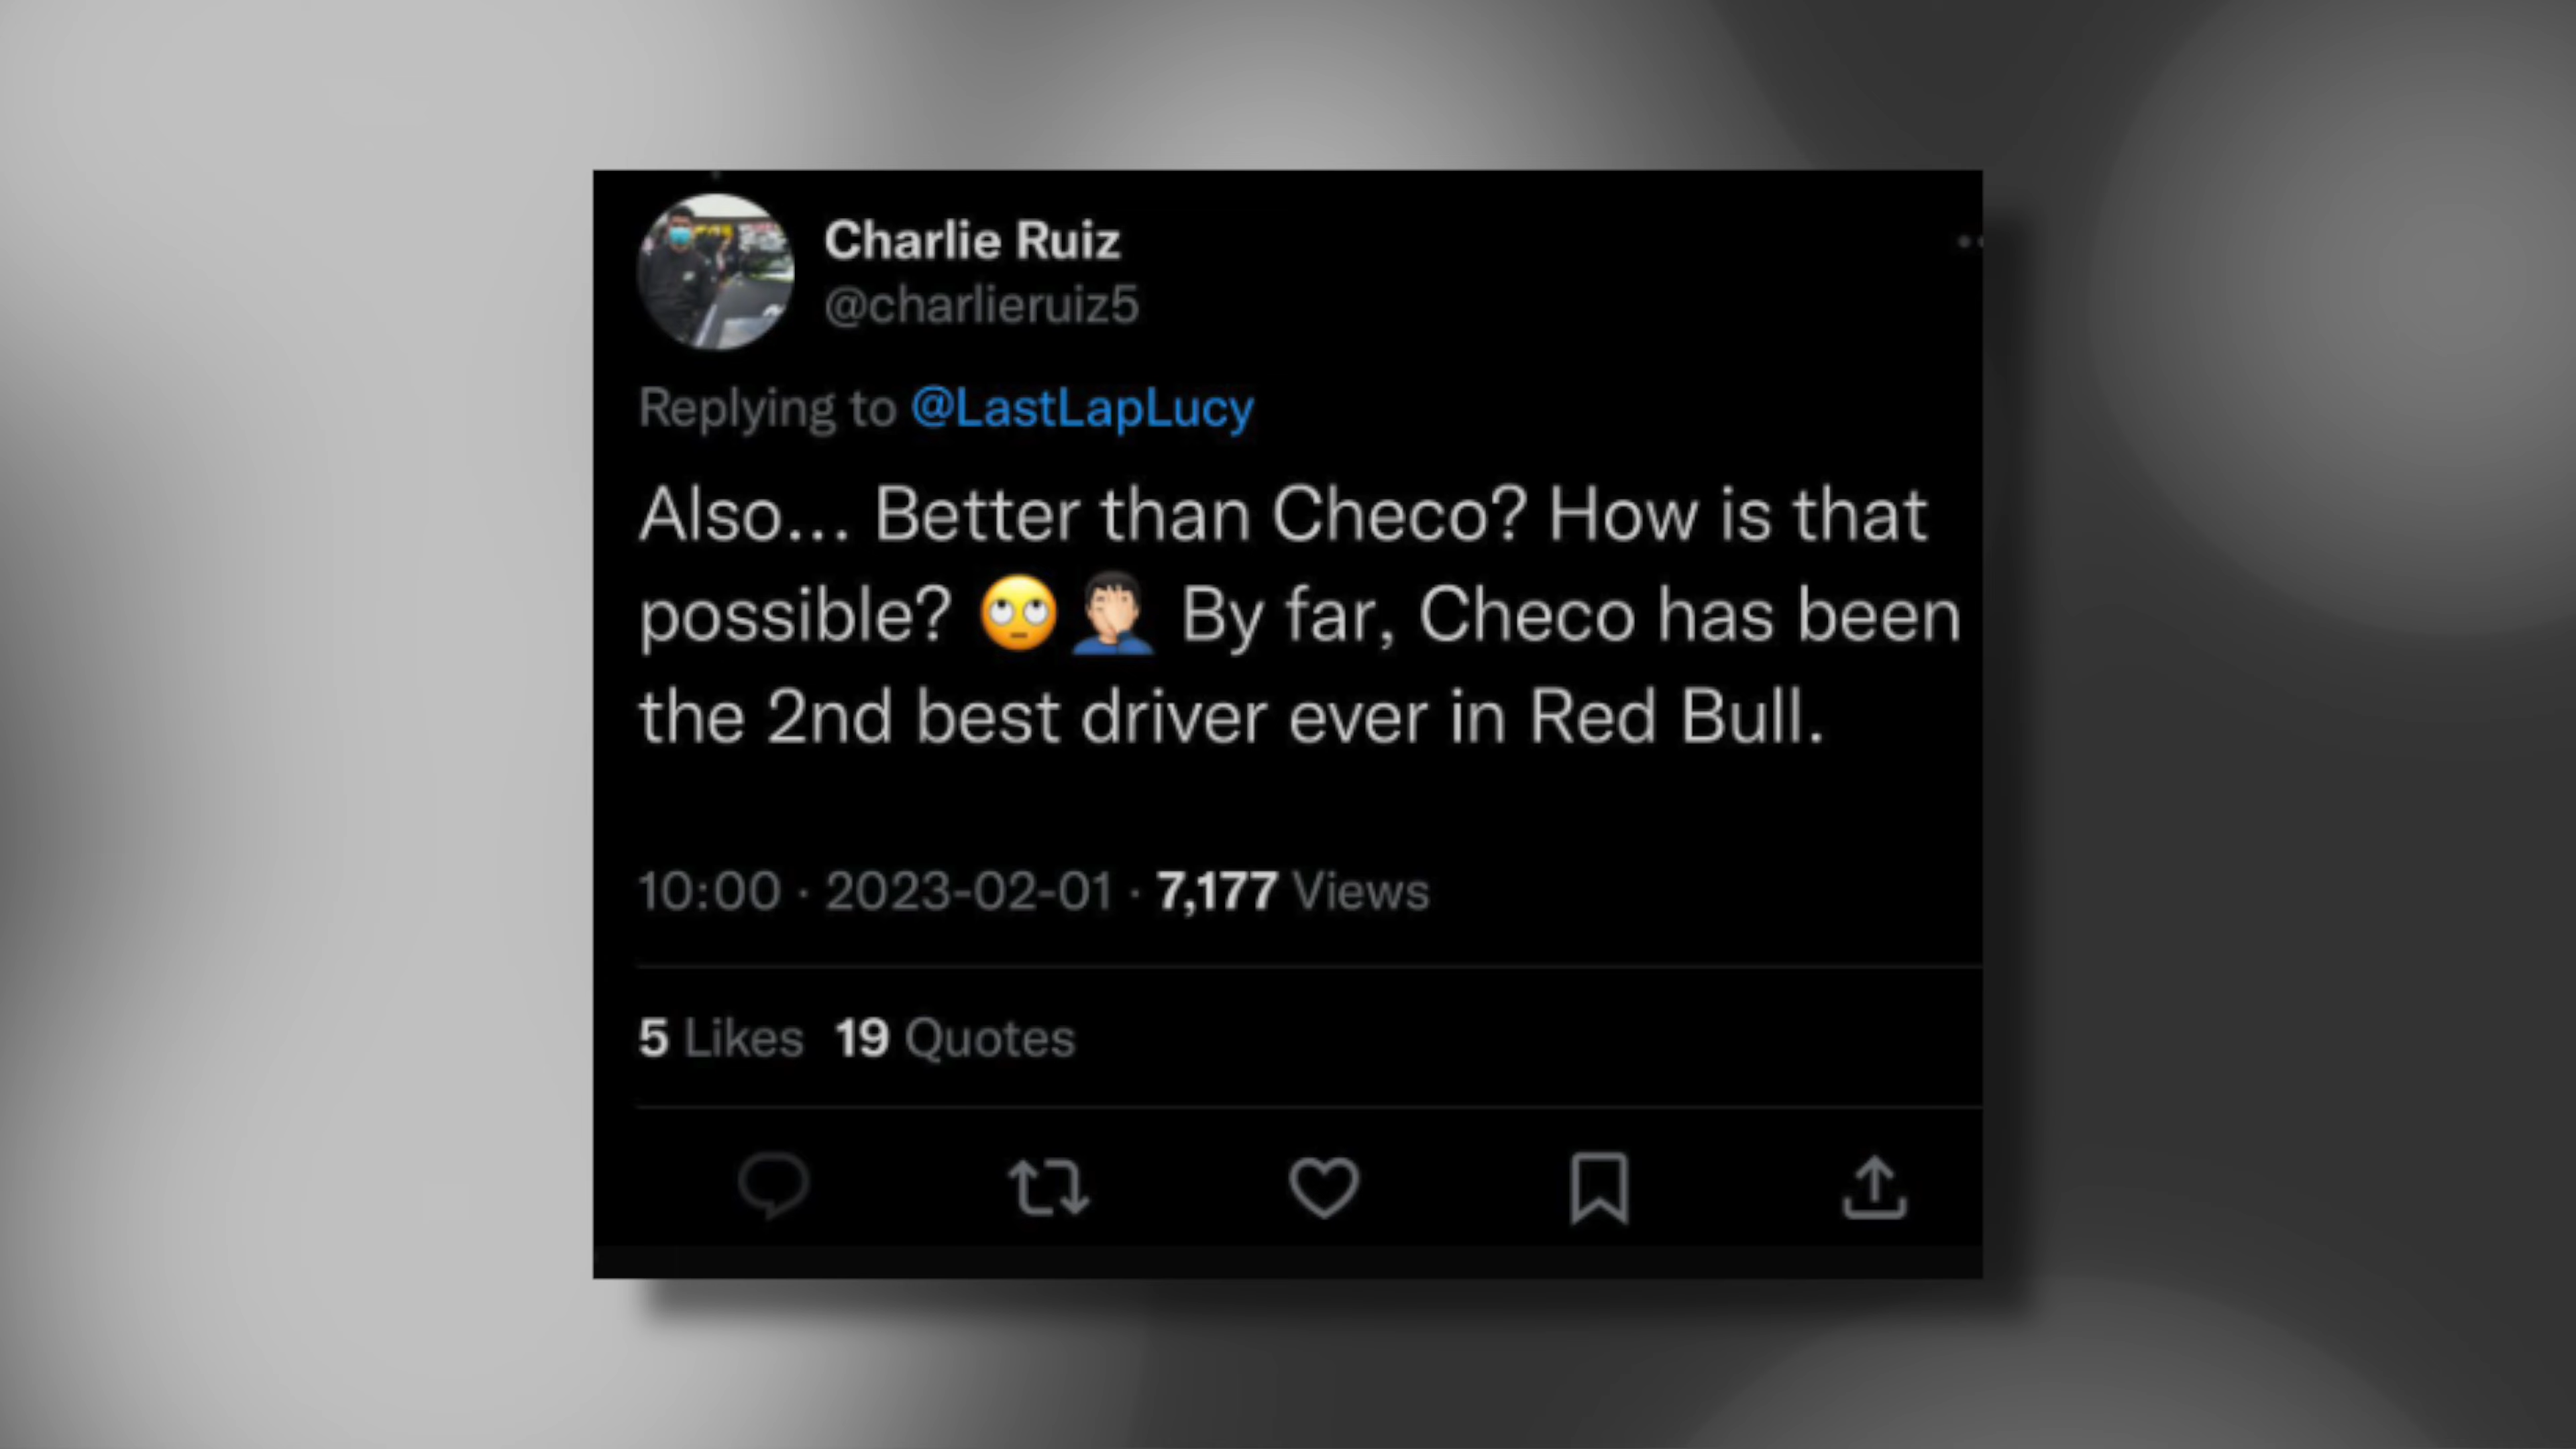 Charlie Ruiz
@charlieruiz5
Replying to @LastLapLucy
Also... Better than Checo? How is that
possible? 🙄🤦🏻‍♂️ By far, Checo has been
the 2nd best driver ever in Red Bull.
10:00 · 2023-02-01 · 7,177 Views
5 Likes 19 Quotes